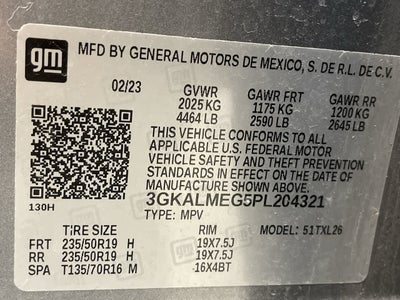 gm
MFD BY GENERAL MOTORS DE MEXICO, S. DE R.L. DE C.V.
02/23 GVWR GAWR FRT GAWR RR
2025 KG 1175 KG 1200 KG
4464 LB 2590 LB 2645 LB
THIS VEHICLE CONFORMS TO ALL
APPLICABLE U.S. FEDERAL MOTOR
VEHICLE SAFETY AND THEFT PREVENTION
STANDARDS IN EFFECT ON THE DATE OF
MANUFACTURE SHOWN ABOVE.
3GKALMEG5PL204321
130H TYPE: MPV 51TXL26
TIRE SIZE RIM
FRT 235/50R19 H 19X7.5J
RR 235/50R19 H 19X7.5J
SPA T135/70R16 M 16X4BT